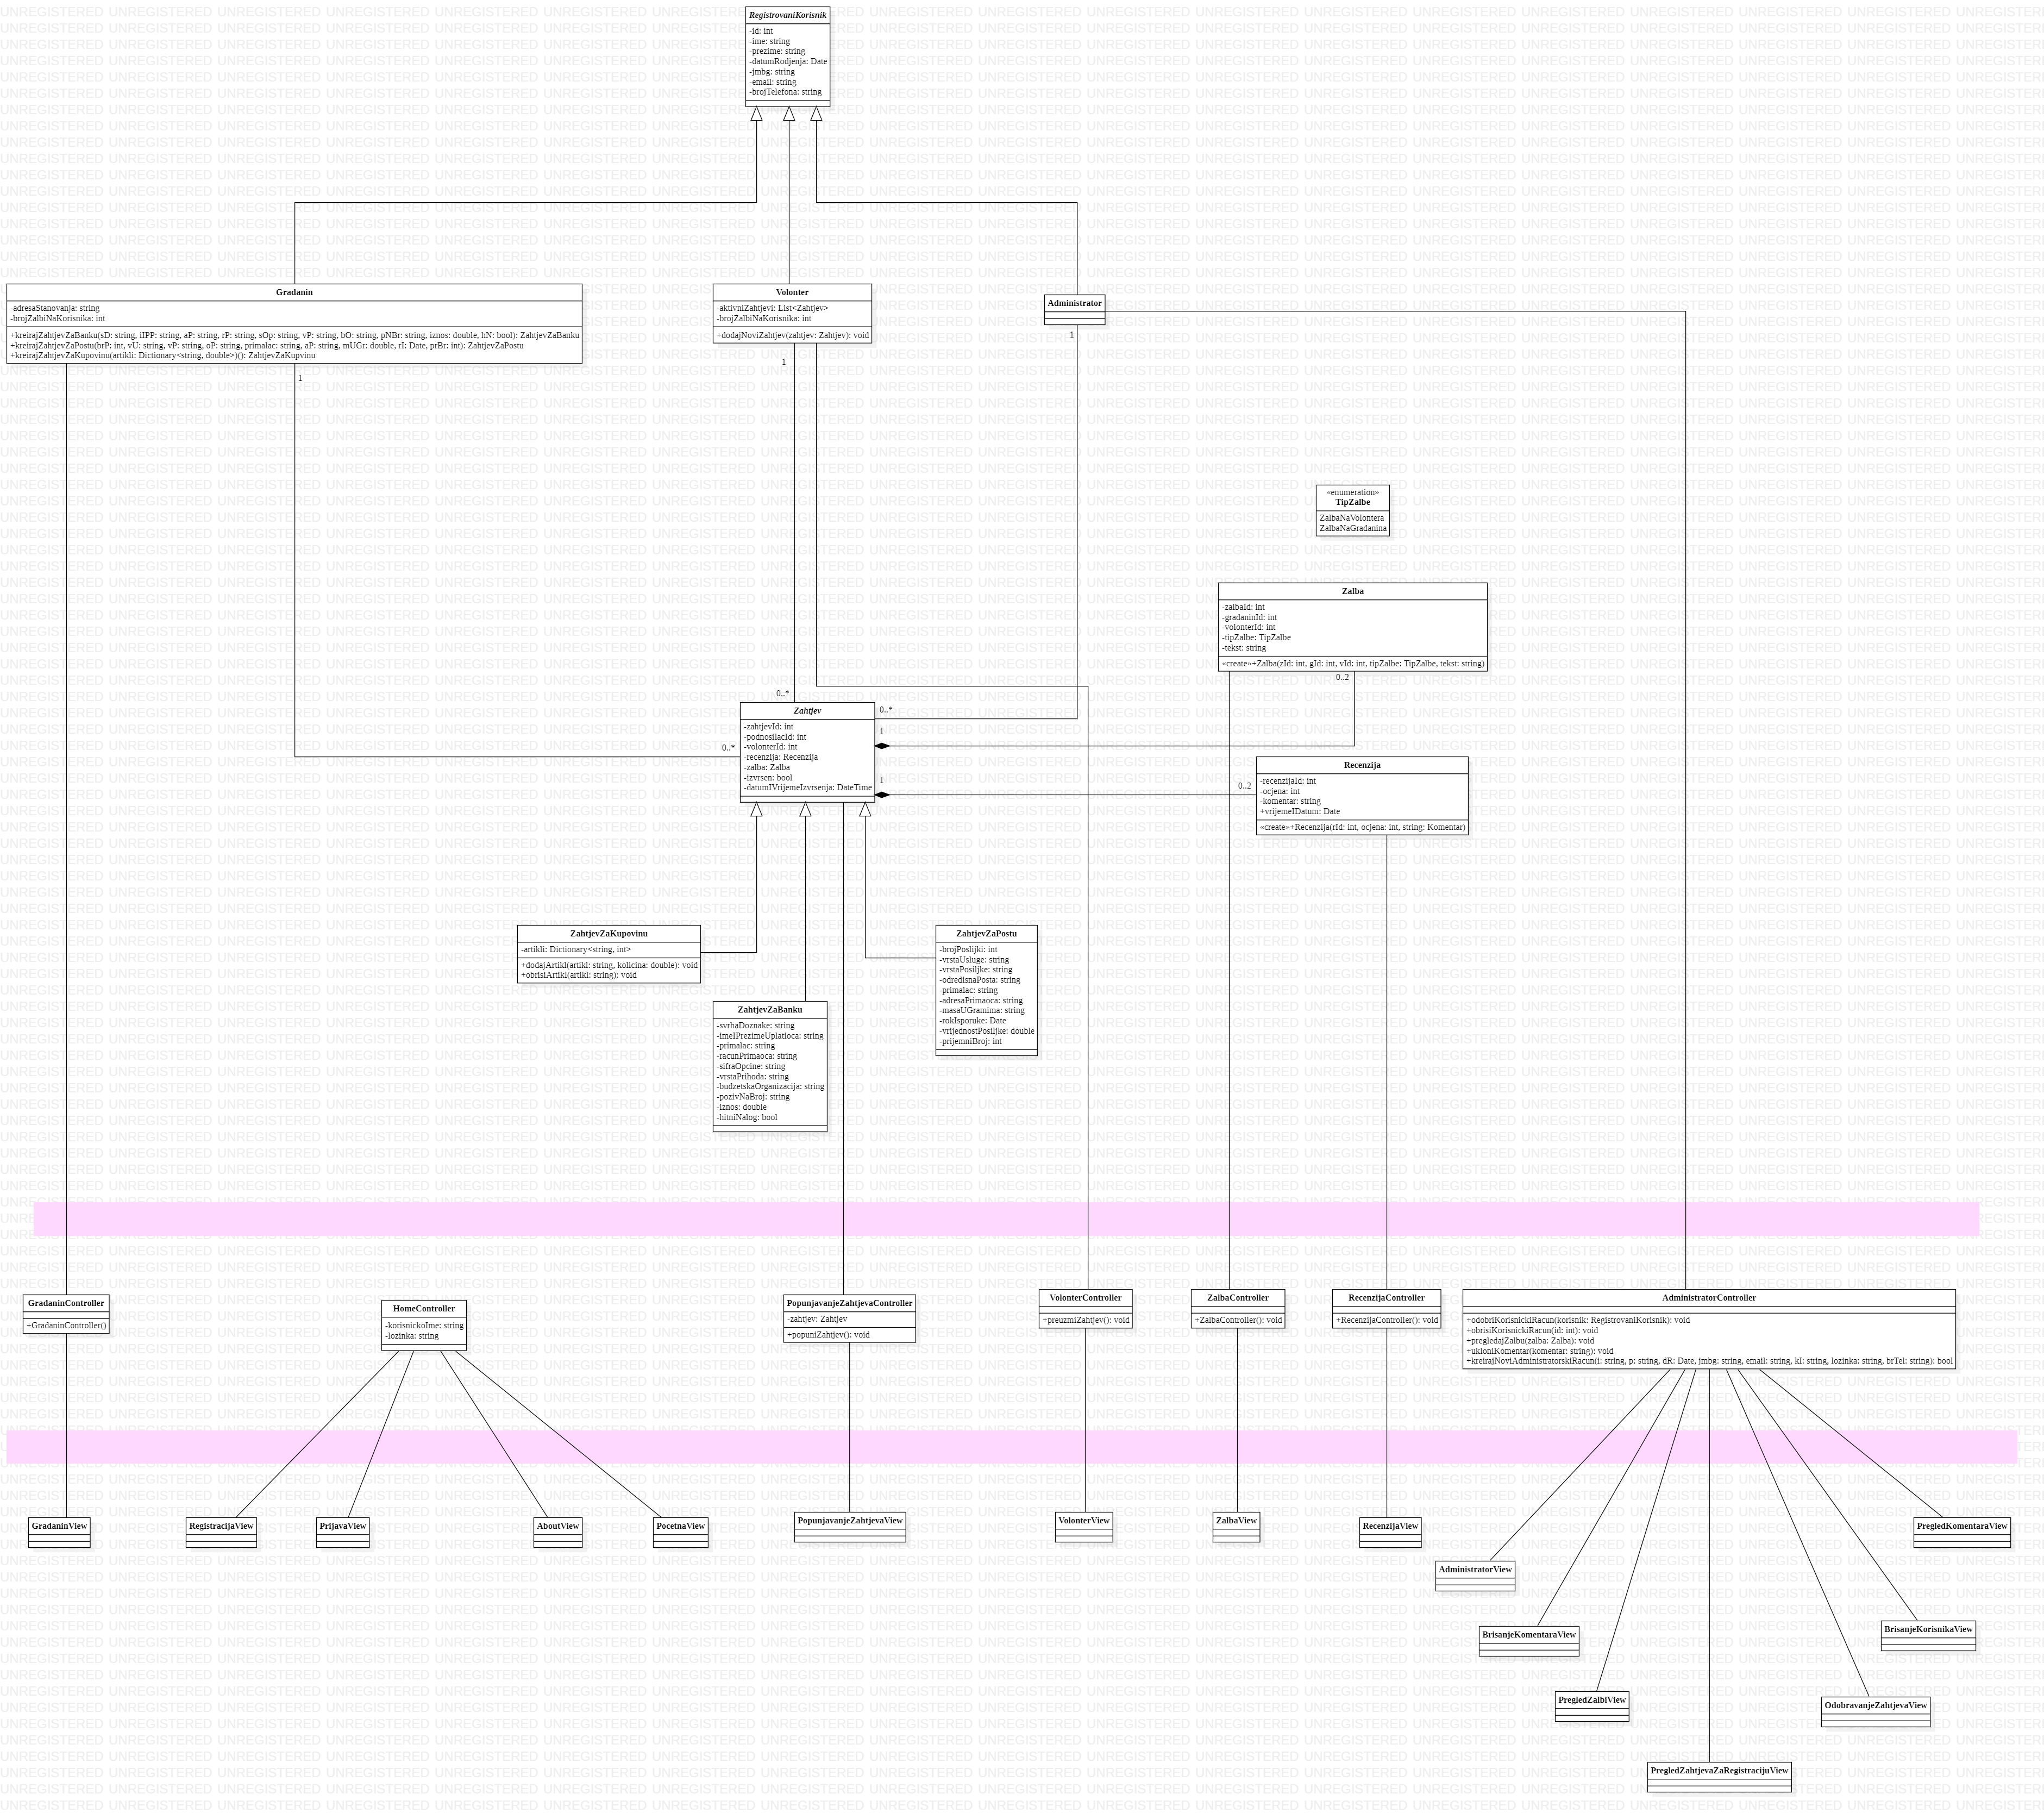 RegistrovaniKorisnik
-id: int
-ime: string
-prezime: string
-datumRodjenja: Date
-jmbg: string
-email: string
-brojTelefona: string
Gradanin
-adresaStanovanja: string
-brojZalbiNaKorisnika: int
+kreirajZahtjevZaBanku(sD: string, iIPP: string, aP: string, rP: string, sOp: string, vP: string, bO: string, pNBr: string, iznos: double, hN: bool): ZahtjevZaBanku
+kreirajZahtjevZaPostu(brP: int, vU: string, vP: string, oP: string, primalac: string, aP: string, mUGr: double, rI: Date, prBr: int): ZahtjevZaPostu
+kreirajZahtjevZaKupovinu(artikli: Dictionary<string, double>)(): ZahtjevZaKupvinu
Volonter
-aktivniZahtjevi: List<Zahtjev>
-brojZalbiNaKorisnika: int
+dodajNoviZahtjev(zahtjev: Zahtjev): void
Administrator
1
1
1
«enumeration»
TipZalbe
ZalbaNaVolontera
ZalbaNaGradanina
Zalba
-zalbaId: int
-gradaninId: int
-volonterId: int
-tipZalbe: TipZalbe
-tekst: string
«create»+Zalba(zId: int, gId: int, vId: int, tipZalbe: TipZalbe, tekst: string)
0..2
0..*
0..*
1
0..*
1
0..2
Zahtjev
-zahtjevId: int
-podnosilacId: int
-volonterId: int
-recenzija: Recenzija
-zalba: Zalba
-izvrsen: bool
-datumIVrijemeIzvrsenja: DateTime
Recenzija
-recenzijaId: int
-ocjena: int
-komentar: string
+vrijemeIDatum: Date
«create»+Recenzija(rId: int, ocjena: int, string: Komentar)
ZahtjevZaKupovinu
-artikli: Dictionary<string, int>
+dodajArtikl(artikl: string, kolicina: double): void
+obrisiArtikl(artikl: string): void
ZahtjevZaPostu
-brojPoslijki: int
-vrstaUsluge: string
-vrstaPosiljke: string
-odredisnaPosta: string
-primalac: string
-adresaPrimaoca: string
-masaUGramima: string
-rokIsporuke: Date
-vrijednostPosiljke: double
-prijemniBroj: int
ZahtjevZaBanku
-svrhaDoznake: string
-imeIPrezimeUplatioca: string
-primalac: string
-racunPrimaoca: string
-sifraOpcine: string
-vrstaPrihoda: string
-budzetskaOrganizacija: string
-pozivNaBroj: string
-iznos: double
-hitniNalog: bool
GradaninController
+GradaninController()
HomeController
-korisnickoIme: string
-lozinka: string
PopunjavanjeZahtjevaController
-zahtjev: Zahtjev
+popuniZahtjev(): void
VolonterController
+preuzmiZahtjev(): void
ZalbaController
+ZalbaController(): void
RecenzijaController
+RecenzijaController(): void
AdministratorController
+odobriKorisnickiRacun(korisnik: RegistrovaniKorisnik): void
+obrisiKorisnickiRacun(id: int): void
+pregledajZalbu(zalba: Zalba): void
+ukloniKomentar(komentar: string): void
+kreirajNoviAdministratorskiRacun(i: string, p: string, dR: Date, jmbg: string, email: string, kI: string, lozinka: string, brTel: string): bool
GradaninView
RegistracijaView
PrijavaView
AboutView
PocetnaView
PopunjavanjeZahtjevaView
VolonterView
ZalbaView
RecenzijaView
PregledKomentaraView
AdministratorView
BrisanjeKomentaraView
BrisanjeKorisnikaView
PregledZalbiView
OdobravanjeZahtjevaView
PregledZahtjevaZaRegistracijuView